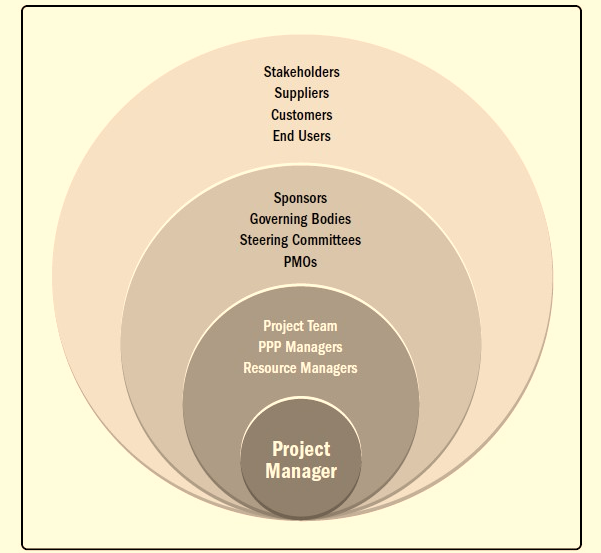 Stakeholders
Suppliers
Customers
End Users
Sponsors
Governing Bodies
Steering Committees
PMOs
Project Team
PPP Managers
Resource Managers
Project
Manager